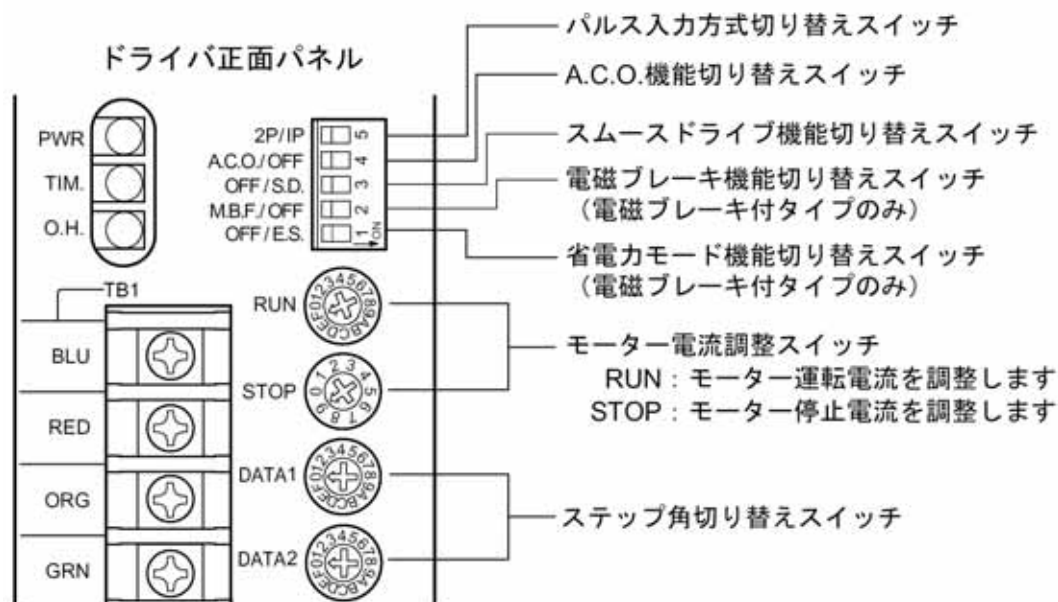 ドライバ正面パネル
PWR
TIM.
O.H.
2P/IP
A.C.O./OFF
OFF/S.D.
M.B.F./OFF
OFF/E.S.
5
4
3
2
1
ON
パルス入力方式切り替えスイッチ
A.C.O.機能切り替えスイッチ
スムースドライブ機能切り替えスイッチ
電磁ブレーキ機能切り替えスイッチ
（電磁ブレーキ付タイプのみ）
省電力モード機能切り替えスイッチ
（電磁ブレーキ付タイプのみ）
TB1
BLU
RED
ORG
GRN
RUN
0123456789ABCDEF
STOP
0123456789
DATA1
0123456789ABCDEF
DATA2
0123456789ABCDEF
モーター電流調整スイッチ
RUN：モーター運転電流を調整します
STOP：モーター停止電流を調整します
ステップ角切り替えスイッチ